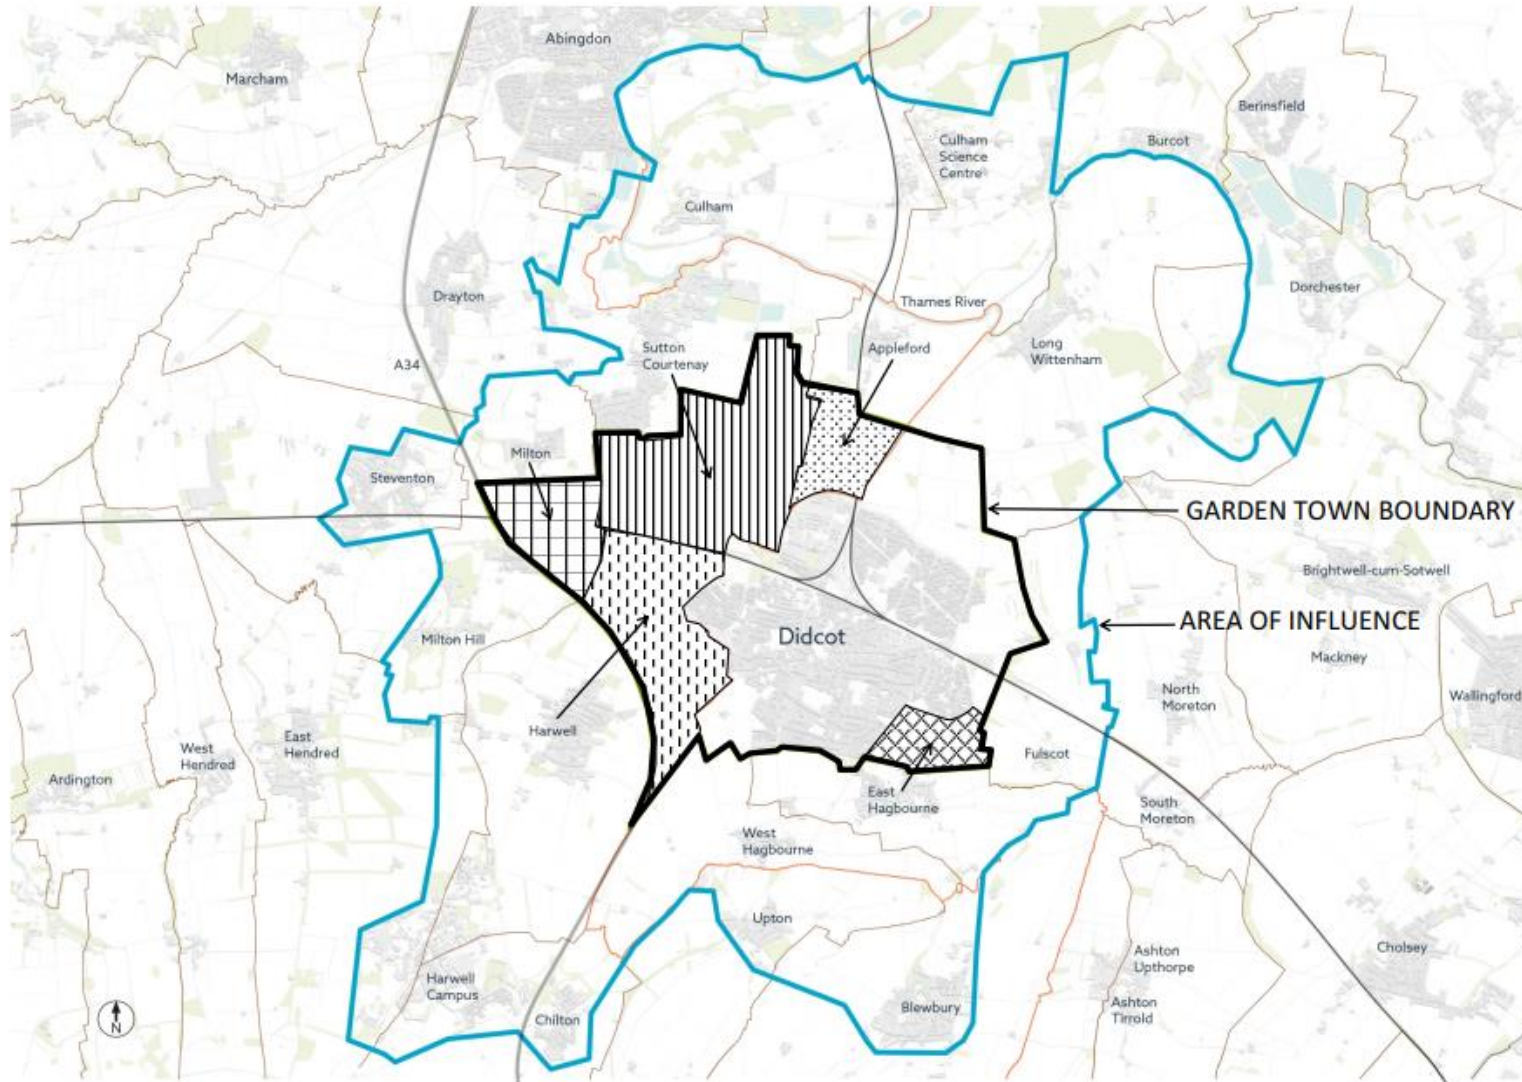 Abingdon
Marcham
Berinsfield
Culham
Science
Centre
Burcot
Culham
Dorchester
Drayton
Thames River
Sutton
Courtenay
Appleford
Long
Wittenham
A34
Milton
Steventon
GARDEN TOWN BOUNDARY
Brightwell-cum-Sotwell
AREA OF INFLUENCE
Milton Hill
Didcot
Mackney
North
Moreton
Wallingford
Harwell
East
Hendred
West
Hendred
Fulscot
Ardington
East
Hagbourne
South
Moreton
West
Hagbourne
Upton
Cholsey
Ashton
Upthorpe
Harwell
Campus
Blewbury
Ashton
Tirrold
Chilton
N